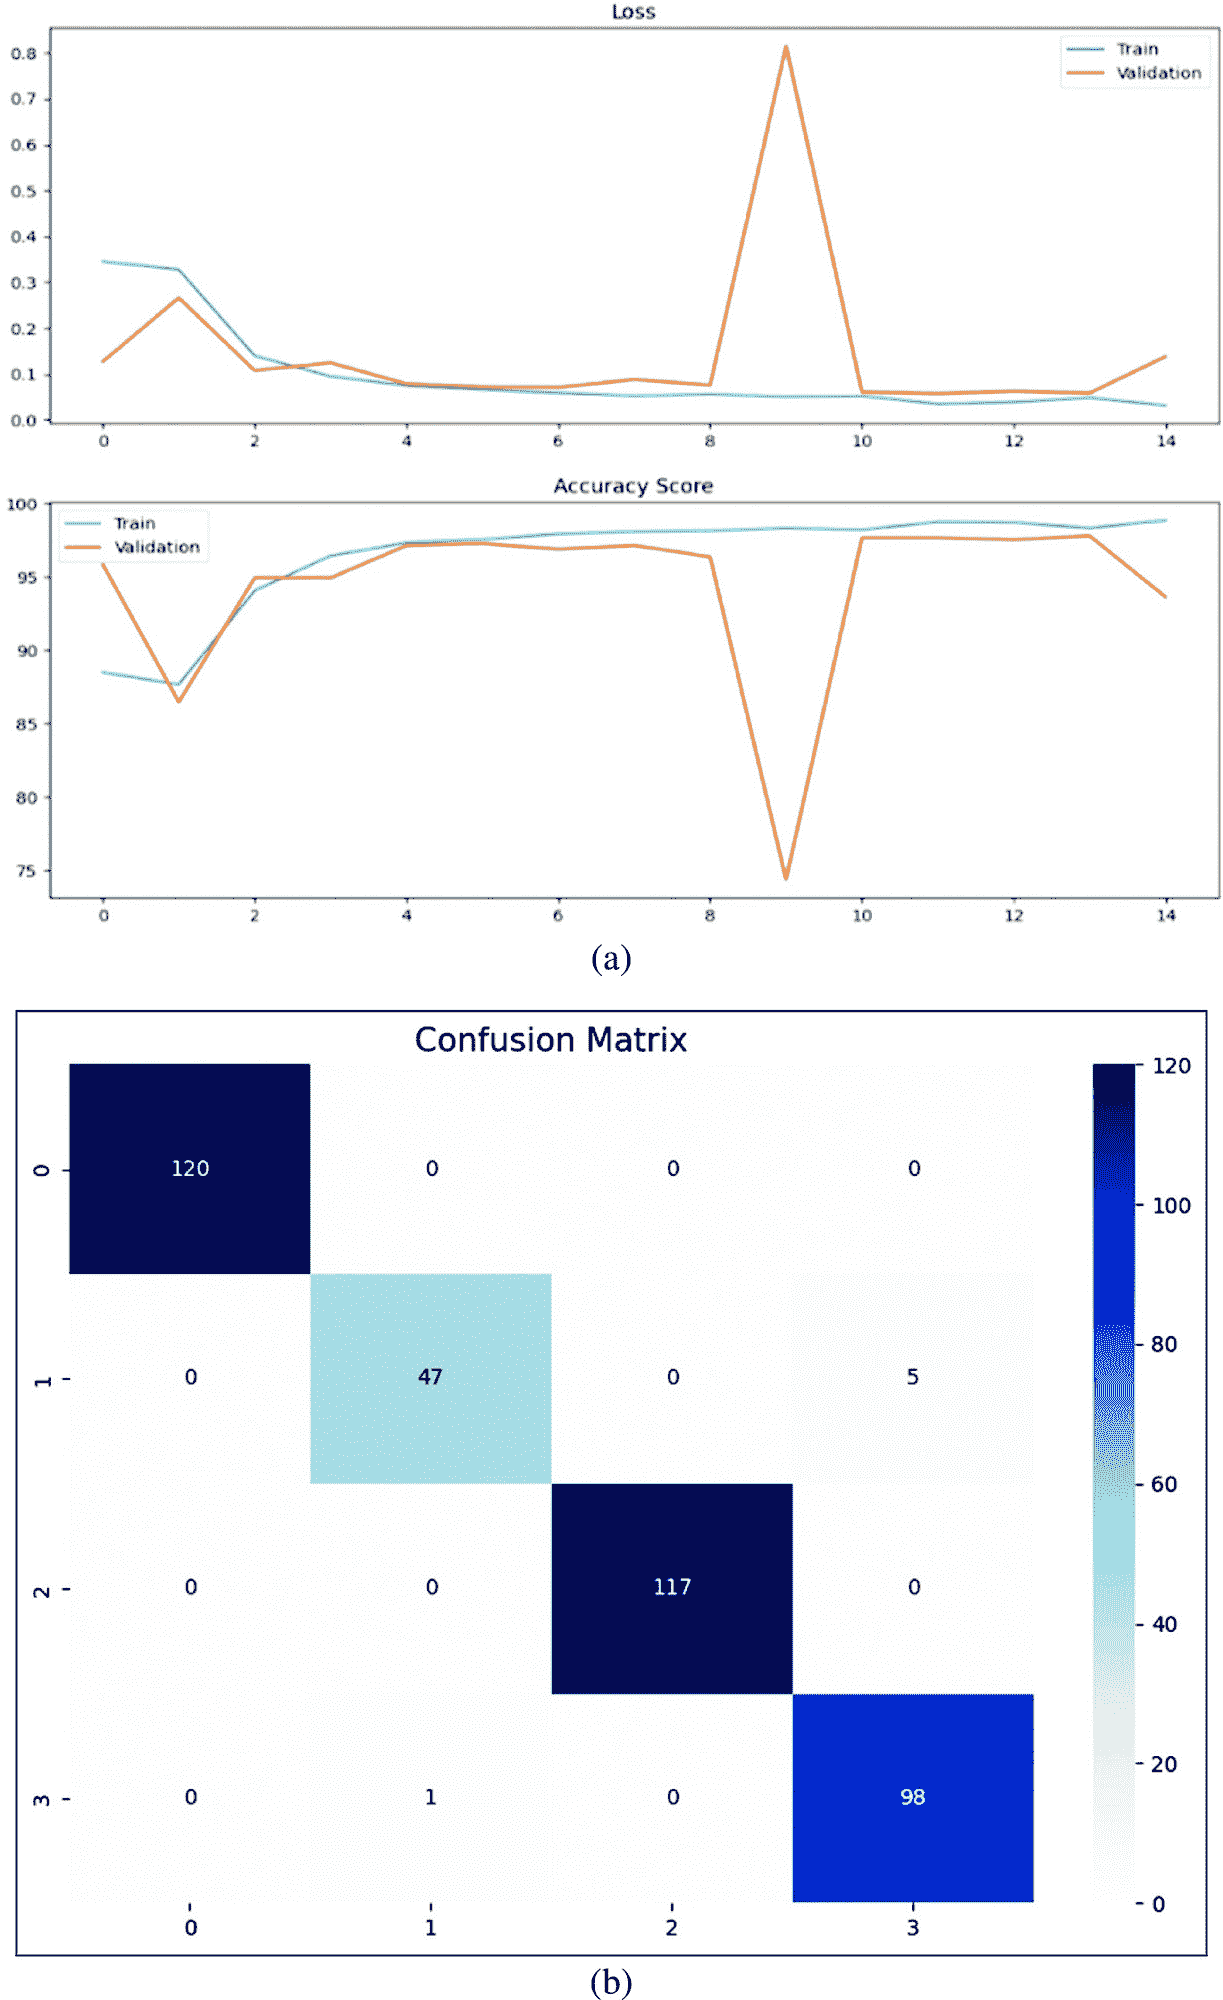 Loss
Train
Validation
0.8
0.7
0.6
0.5
0.4
0.3
0.2
0.1
0.0
0 2 4 6 8 10 12 14
Accuracy Score
Train
Validation
100
95
90
85
80
75
0 2 4 6 8 10 12 14
(a)
Confusion Matrix
0 120 0 0 0
1 0 47 0 5
2 0 0 117 0
3 0 1 0 98
0 1 2 3
120
100
80
60
40
20
0
(b)